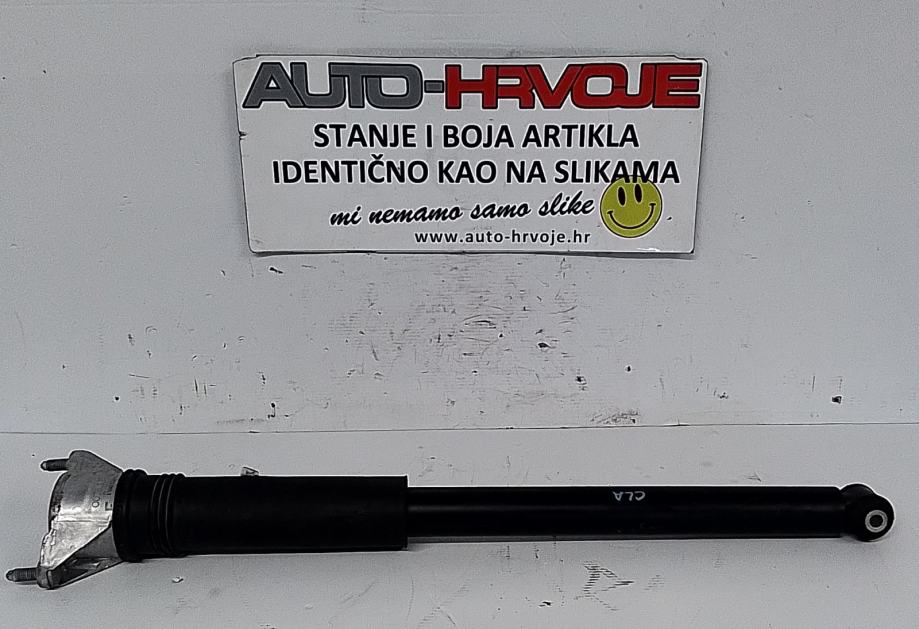 AUTO-HRVOJE
STANJE I BOJA ARTIKLA
IDENTIČNO KAO NA SLIKAMA
mi nemamo samo slike
www.auto-hrvoje.hr
CLA